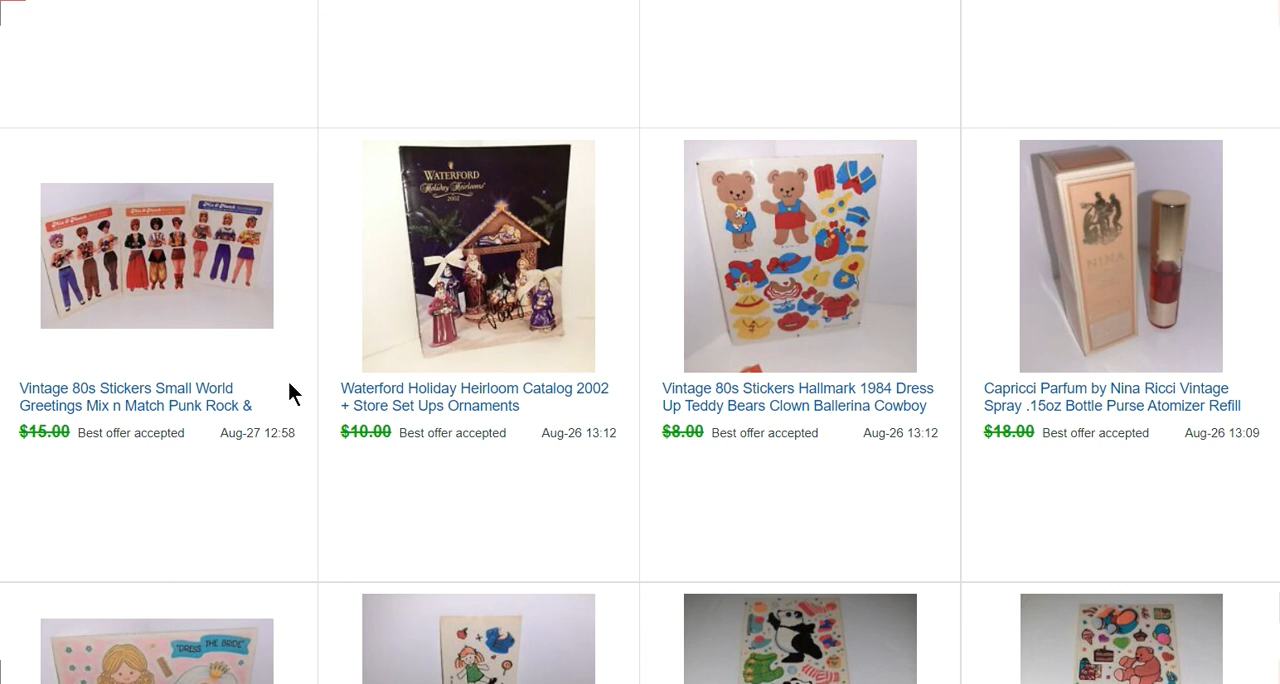 WATERFORD
Holiday Heirlooms
2002
NINA
Vintage 80s Stickers Small World
Greetings Mix n Match Punk Rock &
$15.00 Best offer accepted Aug-27 12:58
Waterford Holiday Heirloom Catalog 2002
+ Store Set Ups Ornaments
$10.00 Best offer accepted Aug-26 13:12
Vintage 80s Stickers Hallmark 1984 Dress
Up Teddy Bears Clown Ballerina Cowboy
$8.00 Best offer accepted Aug-26 13:12
Capricci Parfum by Nina Ricci Vintage
Spray .15oz Bottle Purse Atomizer Refill
$18.00 Best offer accepted Aug-26 13:09
"DRESS THE BRIDE"